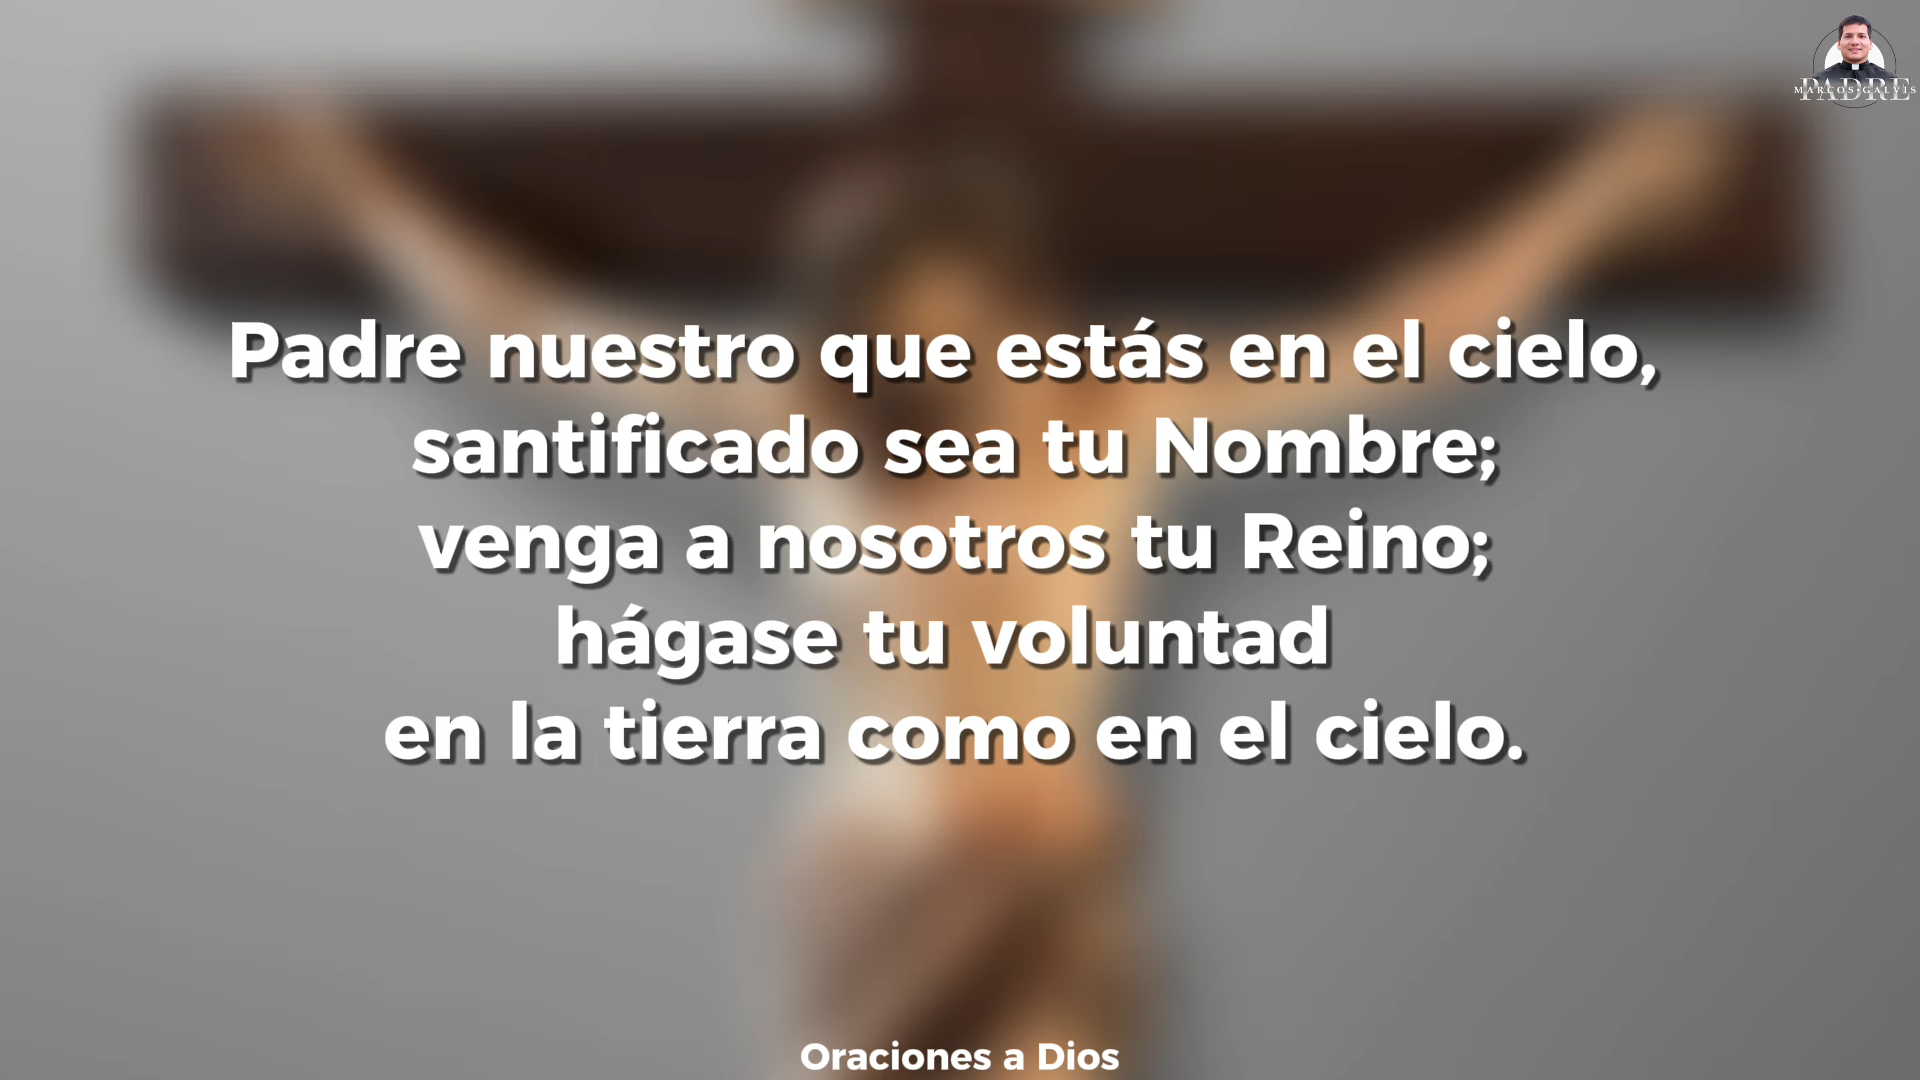 PADRE
MARCOS GALVIS
Padre nuestro que estás en el cielo,
santificado sea tu Nombre;
venga a nosotros tu Reino;
hágase tu voluntad
en la tierra como en el cielo.
Oraciones a Dios